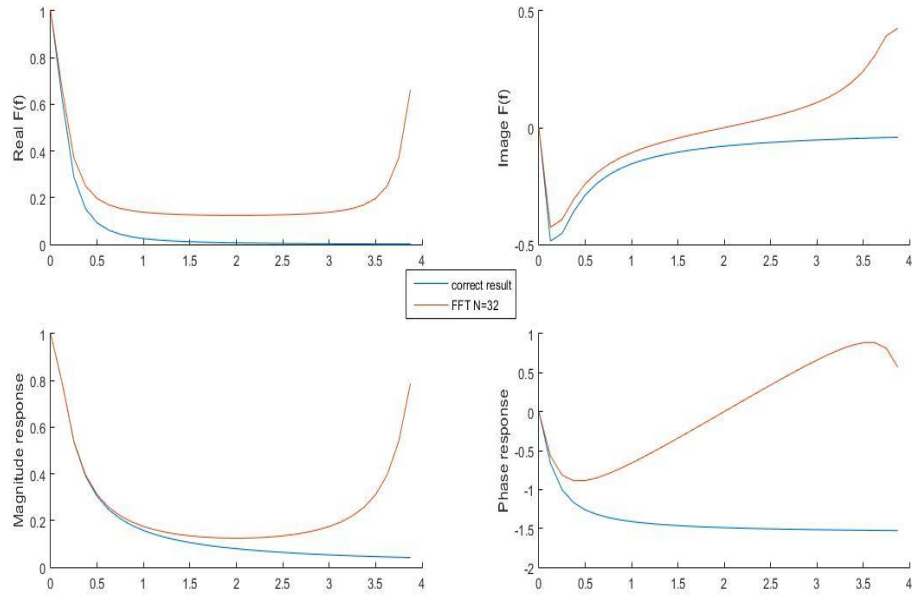 Real F(f)
1
0.8
0.6
0.4
0.2
0
0 0.5 1 1.5 2 2.5 3 3.5 4
Image F(f)
0.5
0
-0.5
0 0.5 1 1.5 2 2.5 3 3.5 4
correct result
FFT N=32
Magnitude response
1
0.8
0.6
0.4
0.2
0
0 0.5 1 1.5 2 2.5 3 3.5 4
Phase response
1
0.5
0
-0.5
-1
-1.5
-2
0 0.5 1 1.5 2 2.5 3 3.5 4